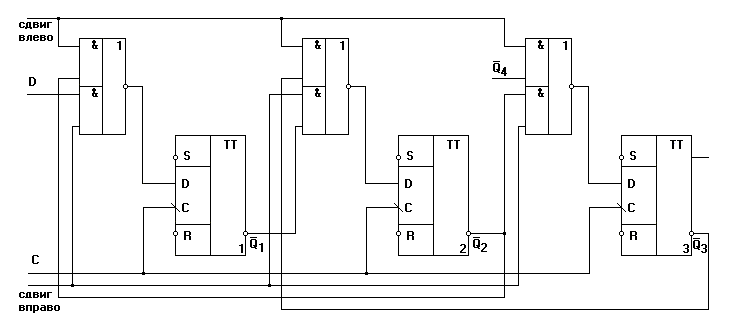 сдвиг
влево
& 1 & 1 & 1
Q̅4
D & & &
S TT S TT S TT
D D D
C C C
R R R
1 Q̅1 2 Q̅2 3 Q̅3
C
сдвиг
вправо